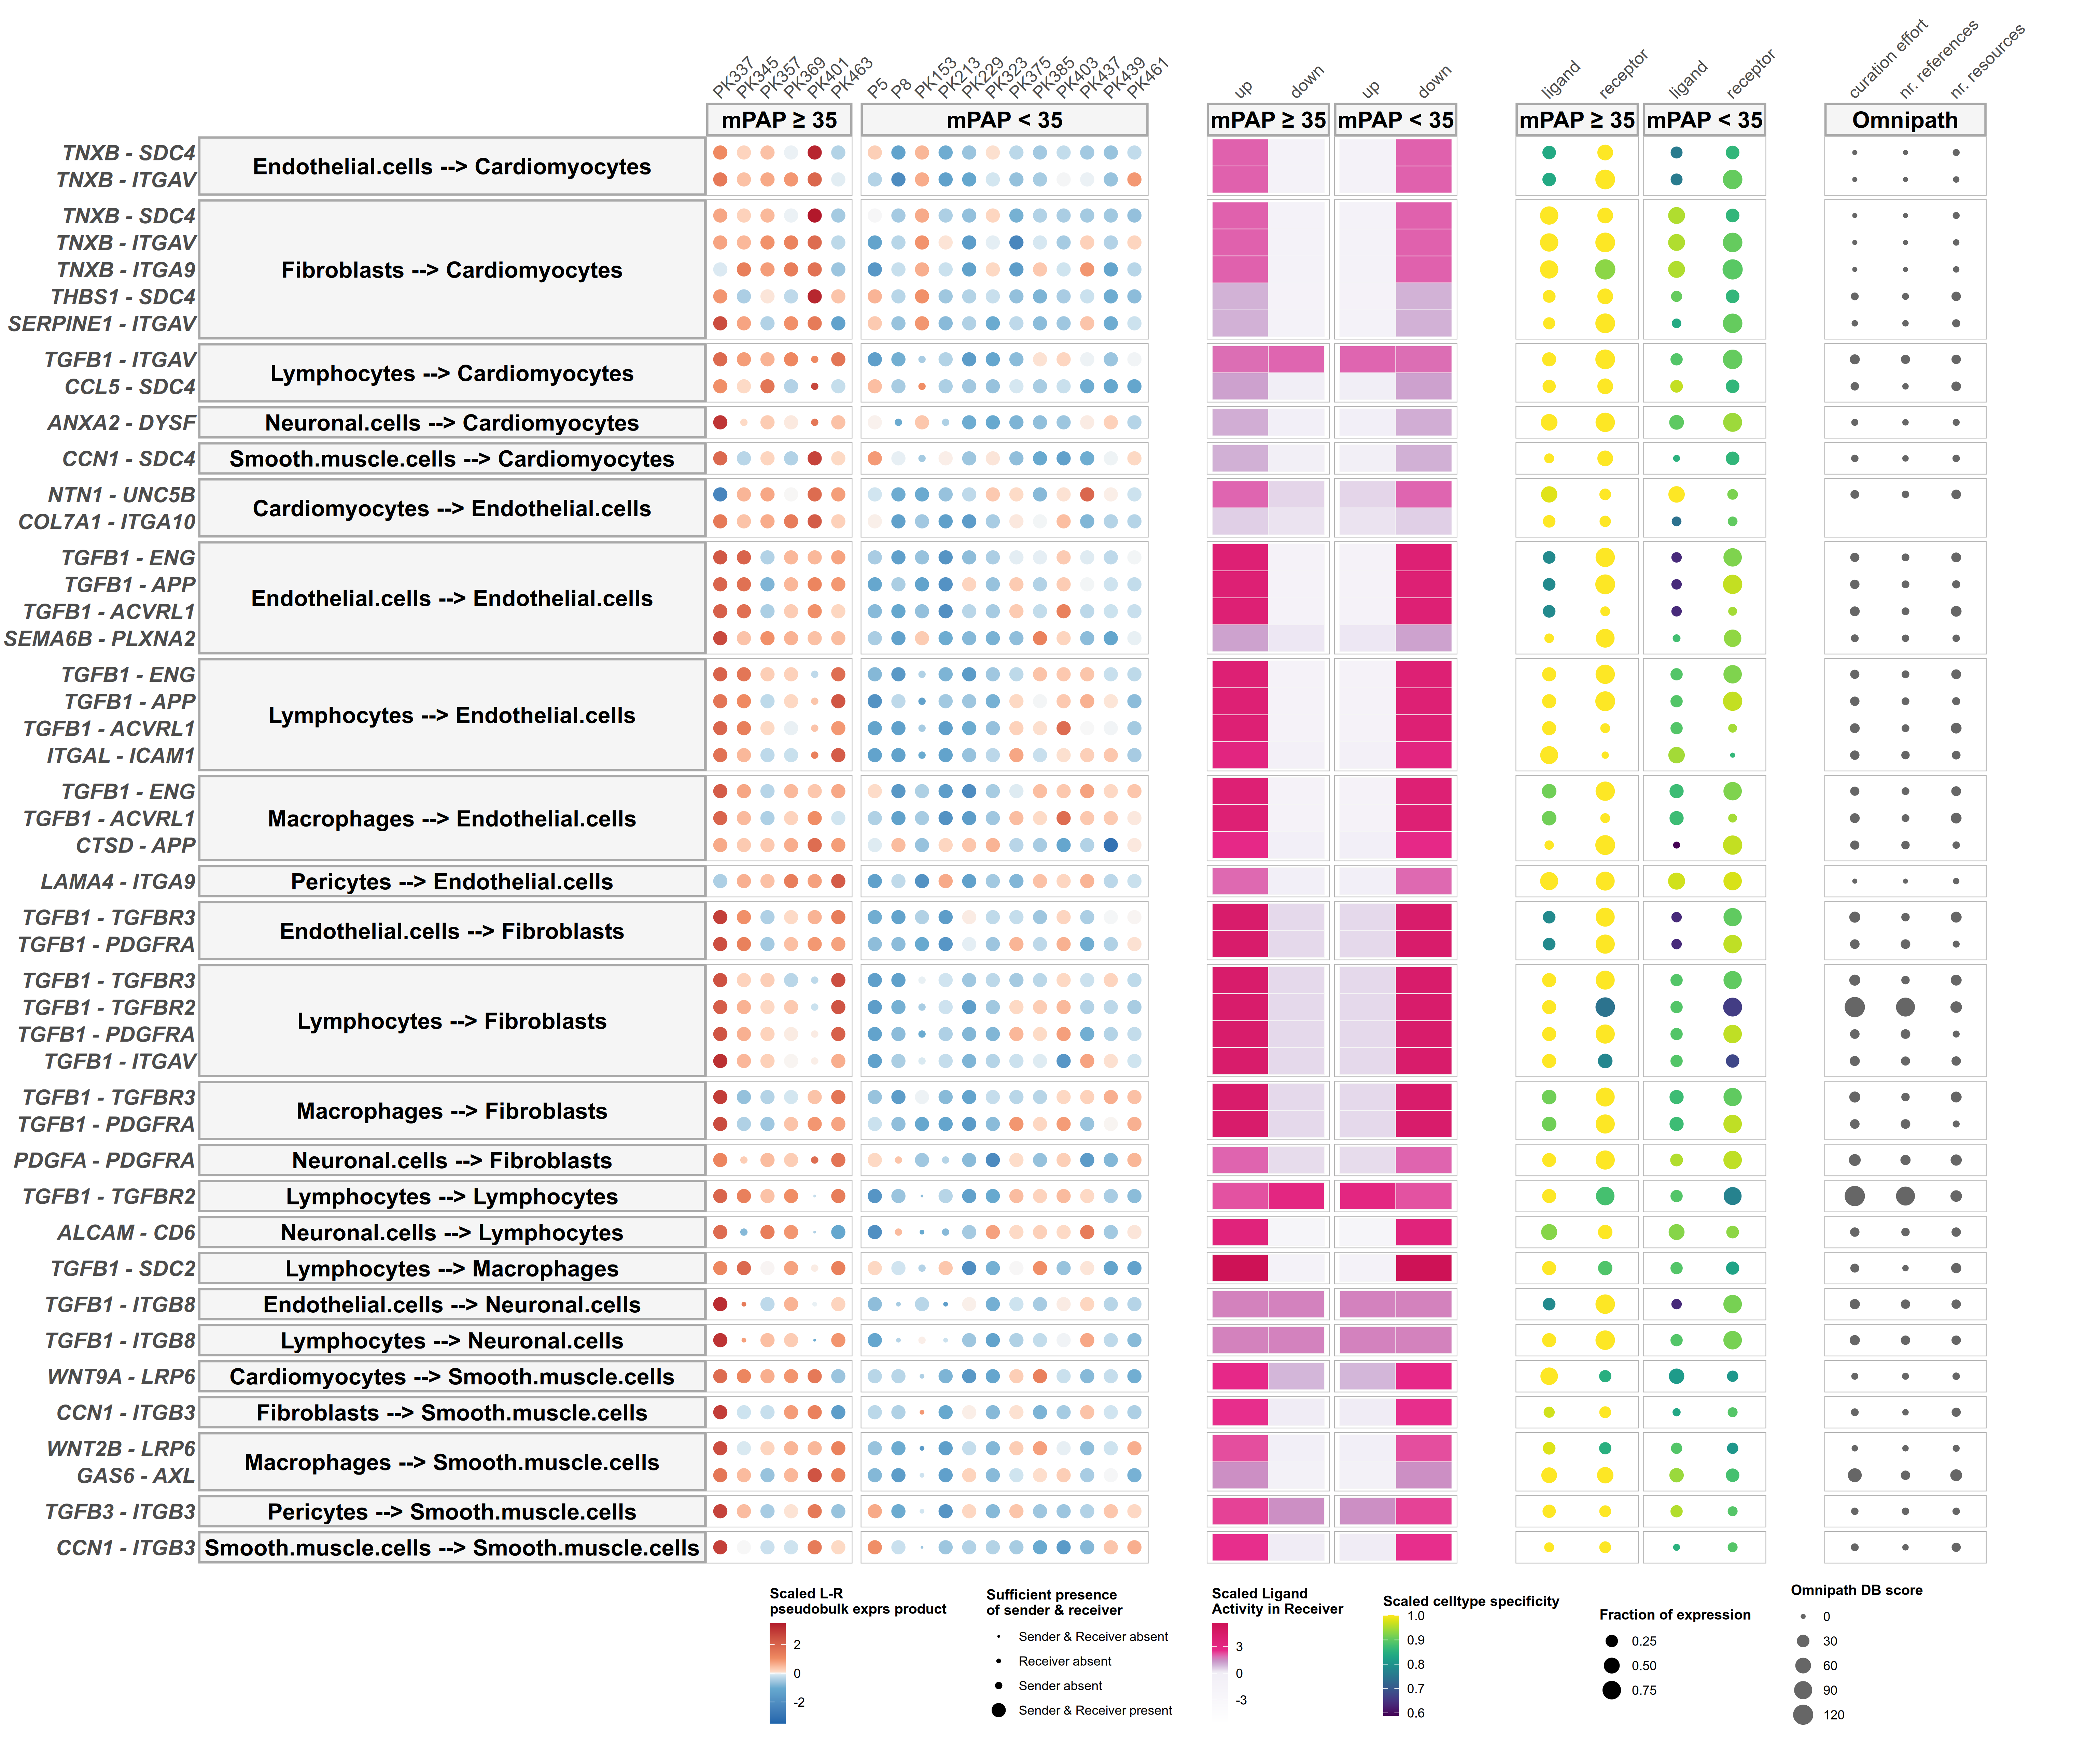 PK337 PK345 PK357 PK369 PK401 PK463 P5 P8 PK153 PK213 PK229 PK323 PK375 PK385 PK403 PK437 PK439 PK461 up down up down ligand receptor ligand receptor curation effort nr. references nr. resources
mPAP ≥ 35 mPAP < 35 mPAP ≥ 35 mPAP < 35 mPAP ≥ 35 mPAP < 35 Omnipath
TNXB - SDC4
TNXB - ITGAV
Endothelial.cells --> Cardiomyocytes
TNXB - SDC4
TNXB - ITGAV
TNXB - ITGA9
THBS1 - SDC4
SERPINE1 - ITGAV
Fibroblasts --> Cardiomyocytes
TGFB1 - ITGAV
CCL5 - SDC4
Lymphocytes --> Cardiomyocytes
ANXA2 - DYSF
Neuronal.cells --> Cardiomyocytes
CCN1 - SDC4
Smooth.muscle.cells --> Cardiomyocytes
NTN1 - UNC5B
COL7A1 - ITGA10
Cardiomyocytes --> Endothelial.cells
TGFB1 - ENG
TGFB1 - APP
TGFB1 - ACVRL1
SEMA6B - PLXNA2
Endothelial.cells --> Endothelial.cells
TGFB1 - ENG
TGFB1 - APP
TGFB1 - ACVRL1
ITGAL - ICAM1
Lymphocytes --> Endothelial.cells
TGFB1 - ENG
TGFB1 - ACVRL1
CTSD - APP
Macrophages --> Endothelial.cells
LAMA4 - ITGA9
Pericytes --> Endothelial.cells
TGFB1 - TGFBR3
TGFB1 - PDGFRA
Endothelial.cells --> Fibroblasts
TGFB1 - TGFBR3
TGFB1 - TGFBR2
TGFB1 - PDGFRA
TGFB1 - ITGAV
Lymphocytes --> Fibroblasts
TGFB1 - TGFBR3
TGFB1 - PDGFRA
Macrophages --> Fibroblasts
PDGFA - PDGFRA
Neuronal.cells --> Fibroblasts
TGFB1 - TGFBR2
Lymphocytes --> Lymphocytes
ALCAM - CD6
Neuronal.cells --> Lymphocytes
TGFB1 - SDC2
Lymphocytes --> Macrophages
TGFB1 - ITGB8
Endothelial.cells --> Neuronal.cells
TGFB1 - ITGB8
Lymphocytes --> Neuronal.cells
WNT9A - LRP6
Cardiomyocytes --> Smooth.muscle.cells
CCN1 - ITGB3
Fibroblasts --> Smooth.muscle.cells
WNT2B - LRP6
GAS6 - AXL
Macrophages --> Smooth.muscle.cells
TGFB3 - ITGB3
Pericytes --> Smooth.muscle.cells
CCN1 - ITGB3
Smooth.muscle.cells --> Smooth.muscle.cells
Scaled L-R
pseudobulk exprs product
2
0
-2
Sufficient presence
of sender & receiver
Sender & Receiver absent
Receiver absent
Sender absent
Sender & Receiver present
Scaled Ligand
Activity in Receiver
3
0
-3
Scaled celltype specificity
1.0
0.9
0.8
0.7
0.6
Fraction of expression
0.25
0.50
0.75
Omnipath DB score
0
30
60
90
120